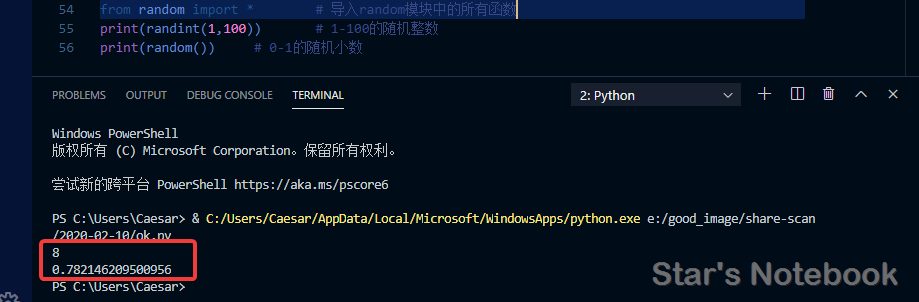 54 from random import * # 导入random模块中的所有函数
55 print(randint(1,100)) # 1-100的随机整数
56 print(random()) # 0-1的随机小数
PROBLEMS OUTPUT DEBUG CONSOLE TERMINAL 2: Python
Windows PowerShell
版权所有 (C) Microsoft Corporation。保留所有权利。
尝试新的跨平台 PowerShell https://aka.ms/pscore6
PS C:\Users\Caesar> & C:/Users/Caesar/AppData/Local/Microsoft/WindowsApps/python.exe e:/good_image/share-scan
/2020-02-10/ok.py
8
0.782146209500956
PS C:\Users\Caesar>
Star's Notebook